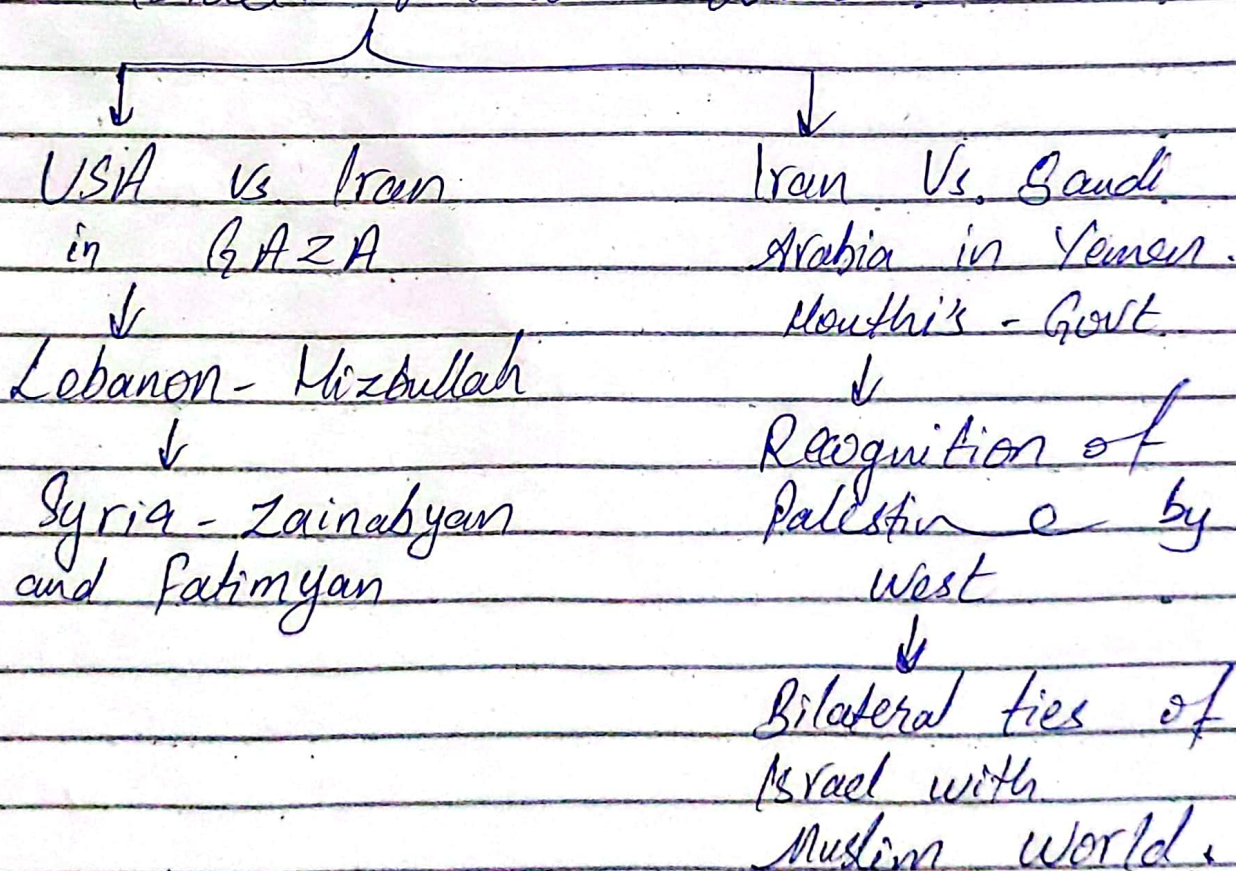 USA vs. Iran
in GAZA
Lebanon - Hizbullah
Syria - Zainabyan
and Fatimyan
Iran Vs. Saudi
Arabia in Yemen.
Houthi's - Govt.
Recognition of
Palestine by
West
Bilateral ties of
Israel with
Muslim World.